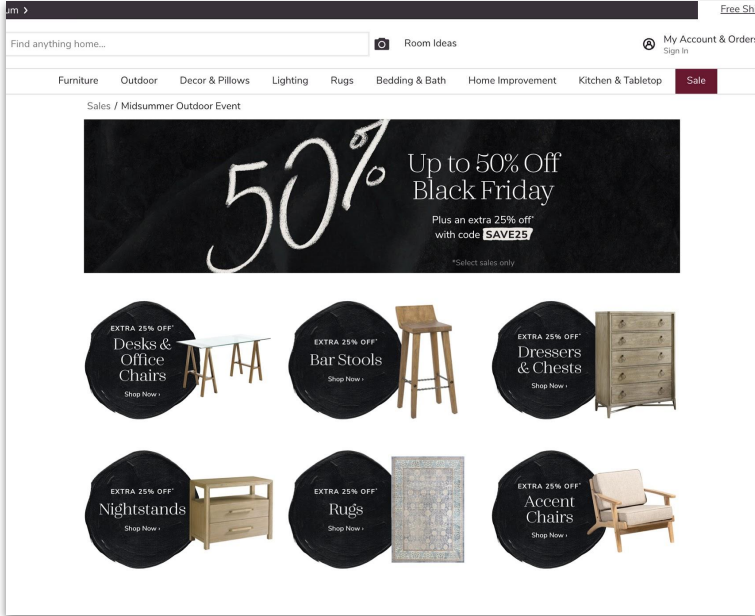 um >
Free Sh
Find anything home...
Room Ideas
My Account & Orders
Sign In
Furniture Outdoor Decor & Pillows Lighting Rugs Bedding & Bath Home Improvement Kitchen & Tabletop Sale
Sales / Midsummer Outdoor Event
50%
Up to 50% Off
Black Friday
Plus an extra 25% off*
with code SAVE25
*Select sales only
EXTRA 25% OFF*
Desks &
Office
Chairs
Shop Now ›
EXTRA 25% OFF*
Bar Stools
Shop Now ›
EXTRA 25% OFF*
Dressers
& Chests
Shop Now ›
EXTRA 25% OFF*
Nightstands
Shop Now ›
EXTRA 25% OFF*
Rugs
Shop Now ›
EXTRA 25% OFF*
Accent
Chairs
Shop Now ›